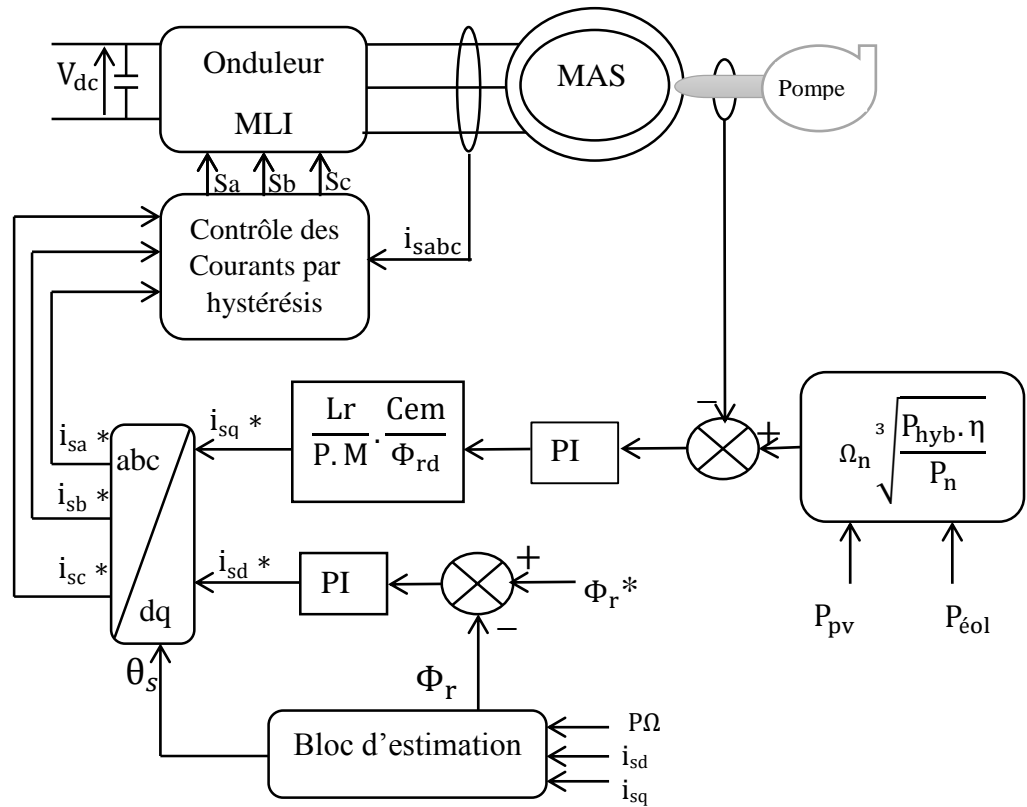 V_dc
Onduleur
MLI
MAS
Pompe
Sa Sb Sc
Contrôle des
Courants par
hystérésis
i_sabc
i_sa *
i_sb *
i_sc *
abc
dq
i_sq *
Lr/P.M . Cem/Φ_rd
PI
−
+
Ω_n ∛(P_hyb.η/P_n)
P_pv
P_éol
i_sd *
PI
+
−
Φ_r*
θ_s
Φ_r
Bloc d'estimation
PΩ
i_sd
i_sq